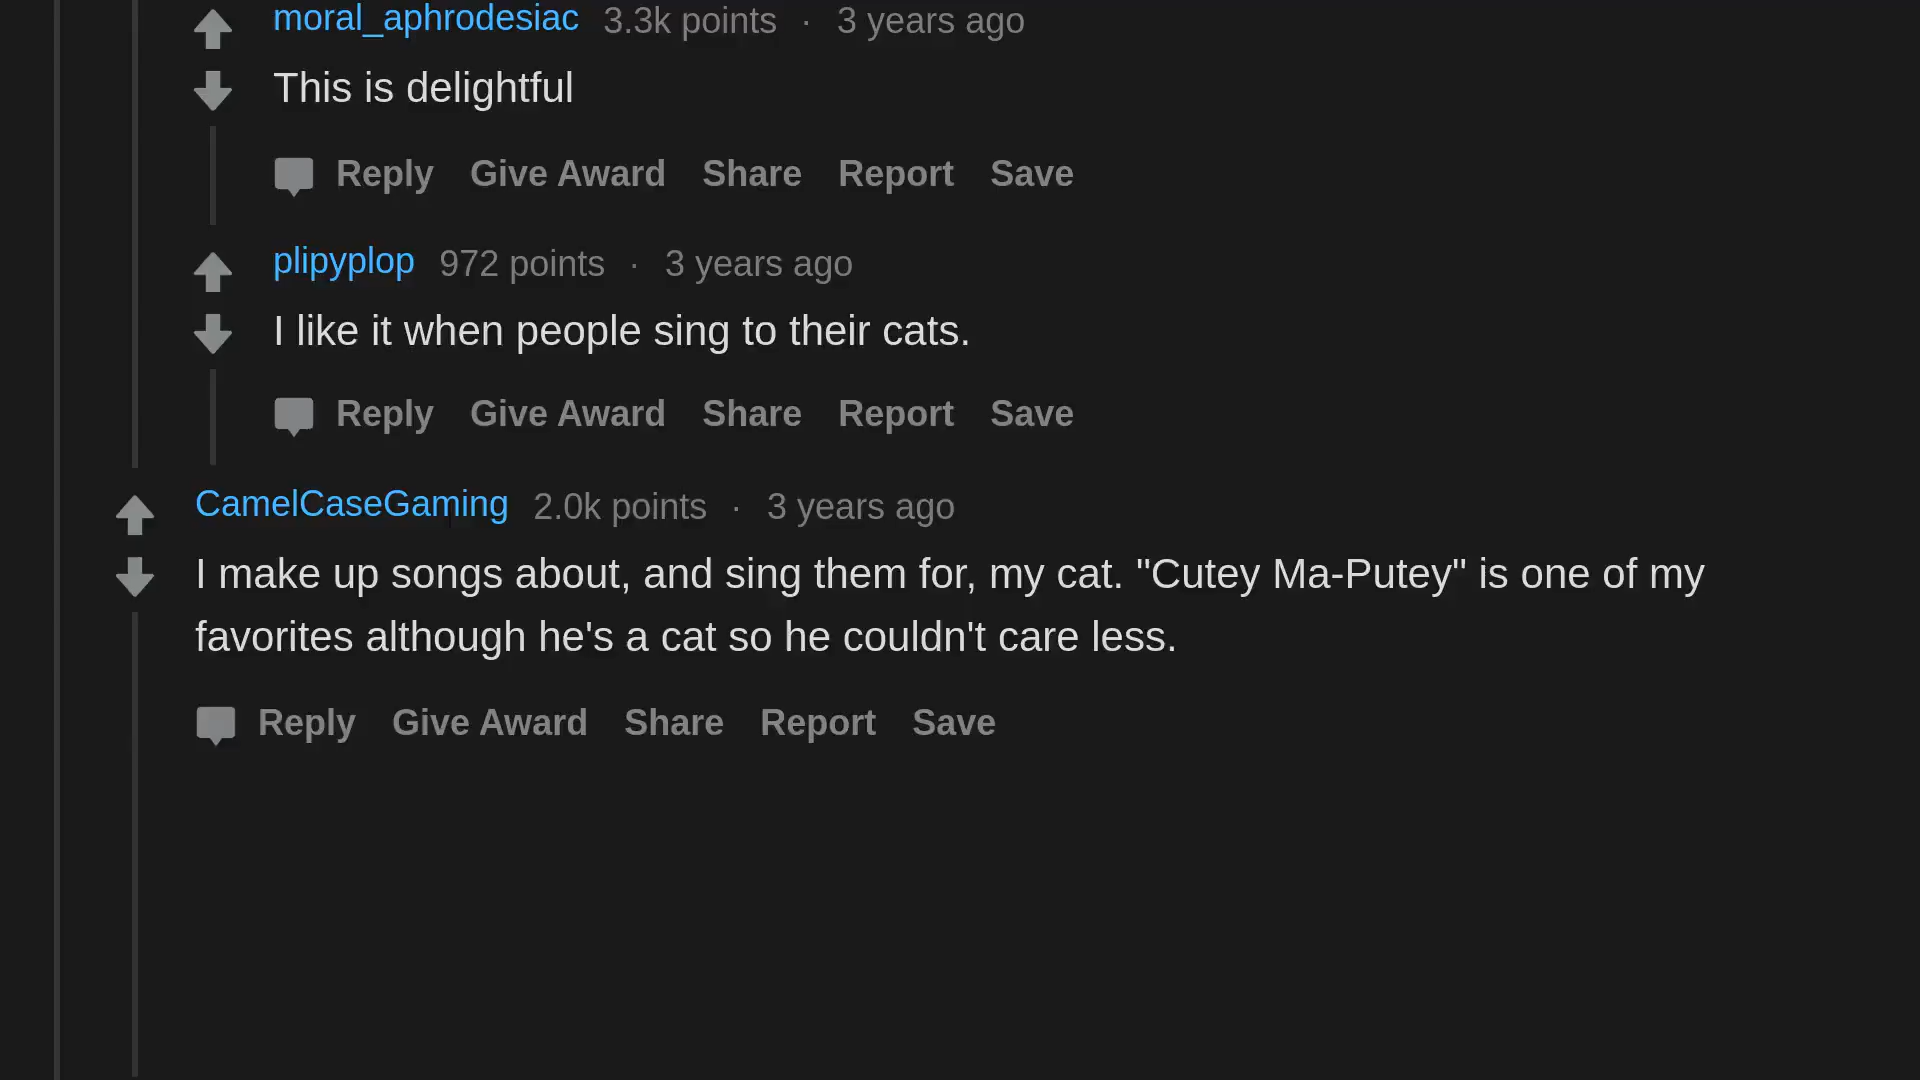 moral_aphrodesiac 3.3k points · 3 years ago
This is delightful
Reply Give Award Share Report Save
plipyplop 972 points · 3 years ago
I like it when people sing to their cats.
Reply Give Award Share Report Save
CamelCaseGaming 2.0k points · 3 years ago
I make up songs about, and sing them for, my cat. "Cutey Ma-Putey" is one of my
favorites although he's a cat so he couldn't care less.
Reply Give Award Share Report Save